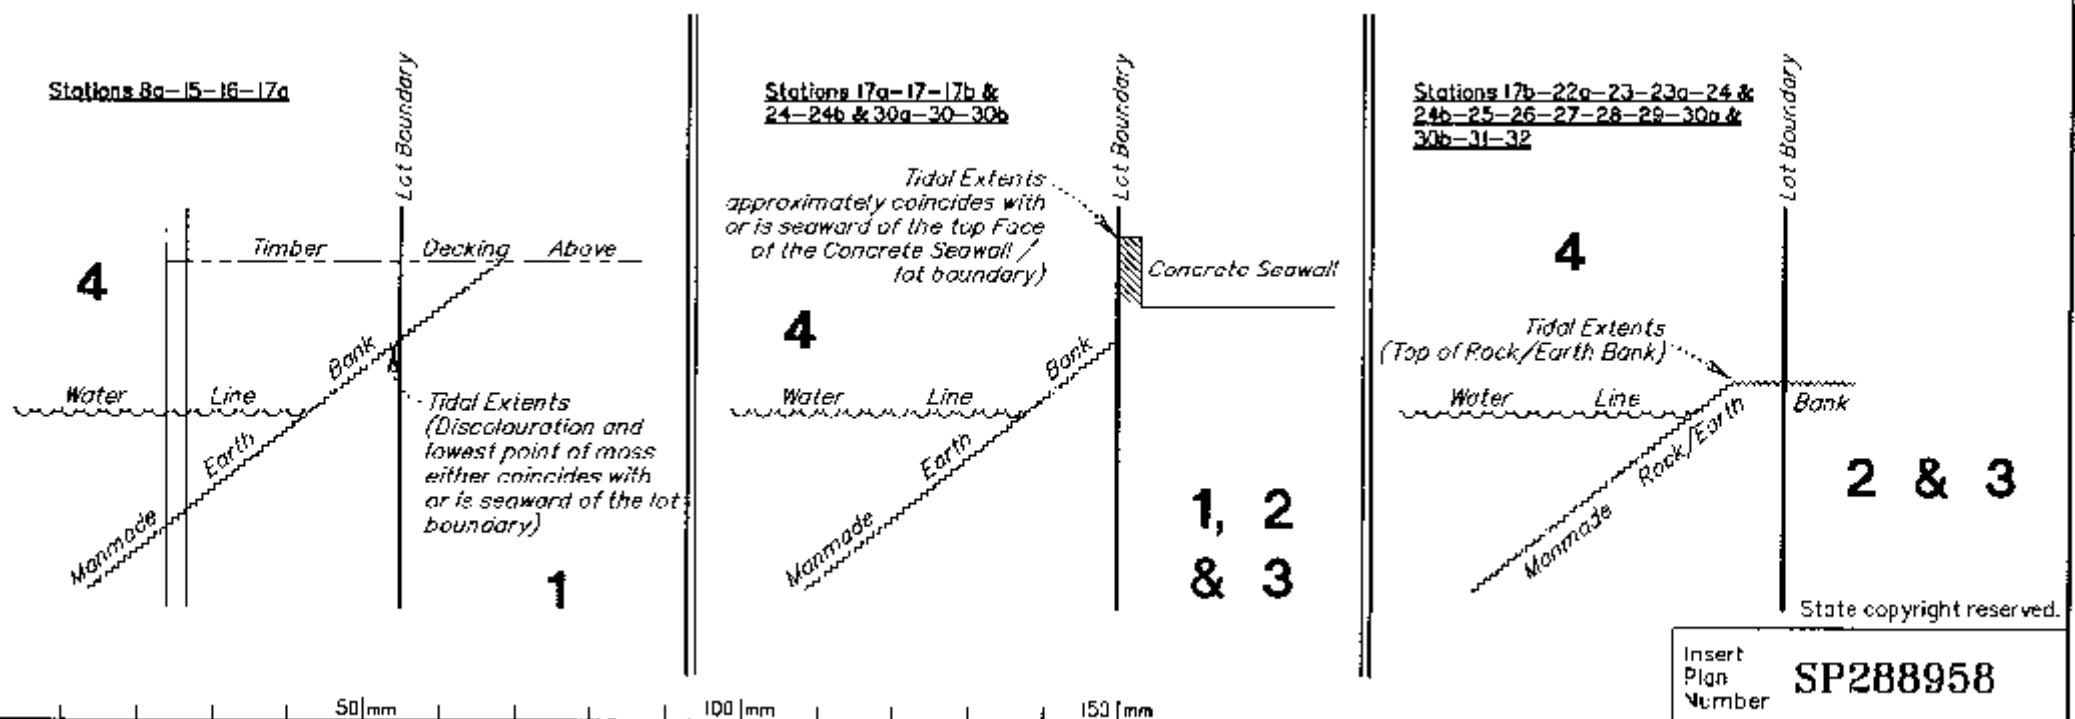 Stations 8a-15-16-17a
Lot Boundary
Timber Decking Above
4
Bank
Water Line
Earth
Manmade
Tidal Extents
(Discolouration and
lowest point of moss
either coincides with
or is seaward of the lot
boundary)
1
Stations 17a-17-17b &
24-24b & 30a-30-30b
Lot Boundary
Tidal Extents
approximately coincides with
or is seaward of the top Face
of the Concrete Seawall /
lot boundary)
Concrete Seawall
4
Bank
Water Line
Earth
Manmade
1, 2
& 3
Stations 17b-22a-23-23a-24 &
24b-25-26-27-28-29-30a &
30b-31-32
Lot Boundary
4
Tidal Extents
(Top of Rock/Earth Bank)
Water Line
Bank
Rock/Earth
Manmade
2 & 3
State copyright reserved.
Insert
Plan
Number
SP288958
50 mm
100 mm
150 mm